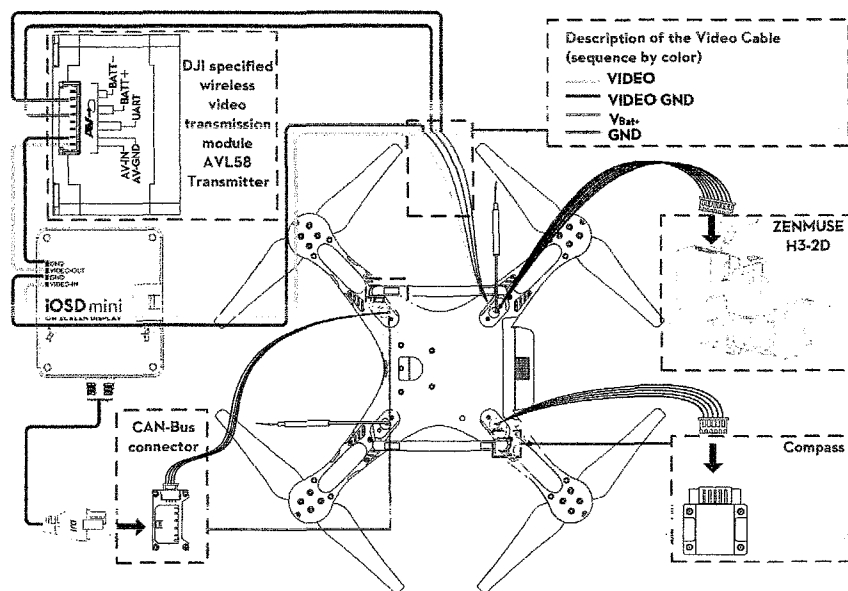 DJI specified
wireless
video
transmission
module
AVL58
Transmitter
BATT-
BATT+
UART
AV-IN
AV-GND
Description of the Video Cable
(sequence by color)
VIDEO
VIDEO GND
VBat+
GND
ZENMUSE
H3-2D
GND
VIDEO-OUT
GND
VIDEO-IN
iOSD mini
ON SCREEN DISPLAY
CAN-Bus
connector
Compass